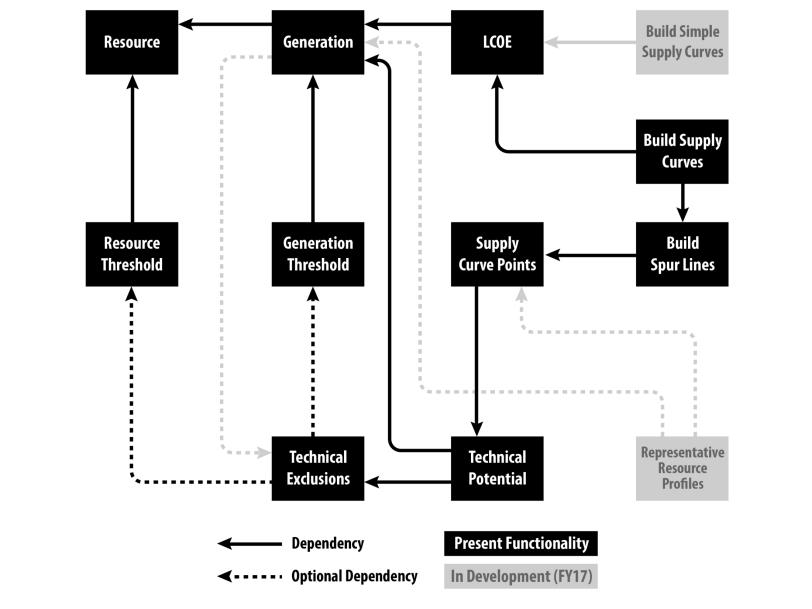 Resource
Generation
LCOE
Build Simple
Supply Curves
Build Supply
Curves
Resource
Threshold
Generation
Threshold
Supply
Curve Points
Build
Spur Lines
Technical
Exclusions
Technical
Potential
Representative
Resource
Profiles
Dependency
Present Functionality
Optional Dependency
In Development (FY17)